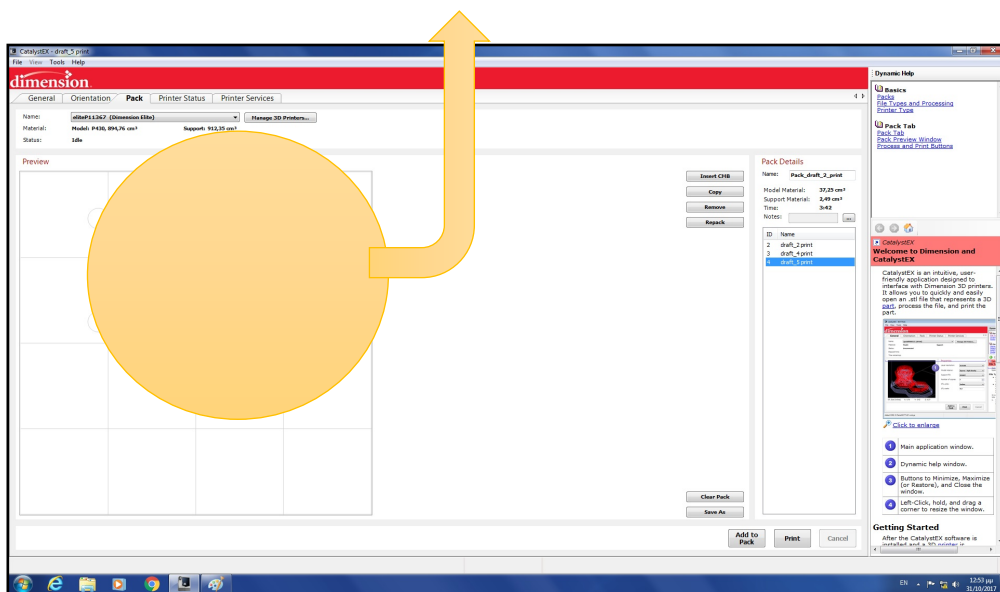 CatalystEX - draft_5 print
File View Tools Help
dimension
General Orientation Pack Printer Status Printer Services
Name: eliteP11367 (Dimension Elite) Manage 3D Printers...
Material: Model: P430, 894,76 cm³ Support: 912,35 cm³
Status: Idle
Preview
Insert CMB
Copy
Remove
Repack
Clear Pack
Save As
Pack Details
Name: Pack_draft_2_print
Model Material: 37,25 cm³
Support Material: 2,49 cm³
Time: 3:42
Notes: ...
ID Name
2 draft_2 print
3 draft_4 print
4 draft_5 print
Add to Pack Print Cancel
Dynamic Help
Basics
Packs
File Types and Processing
Printer Type
Pack Tab
Pack Tab
Pack Preview Window
Process and Print Buttons
CatalystEX
Welcome to Dimension and
CatalystEX
CatalystEX is an intuitive, user-
friendly application designed to
interface with Dimension 3D printers.
It allows you to quickly and easily
open an .stl file that represents a 3D
part, process the file, and print the
part.
Click to enlarge
1 Main application window.
2 Dynamic help window.
3 Buttons to Minimize, Maximize
(or Restore), and Close the
window.
4 Left-Click, hold, and drag a
corner to resize the window.
Getting Started
After the CatalystEX software is
installed and a 3D printer is
EN 12:53 μμ
31/10/2017